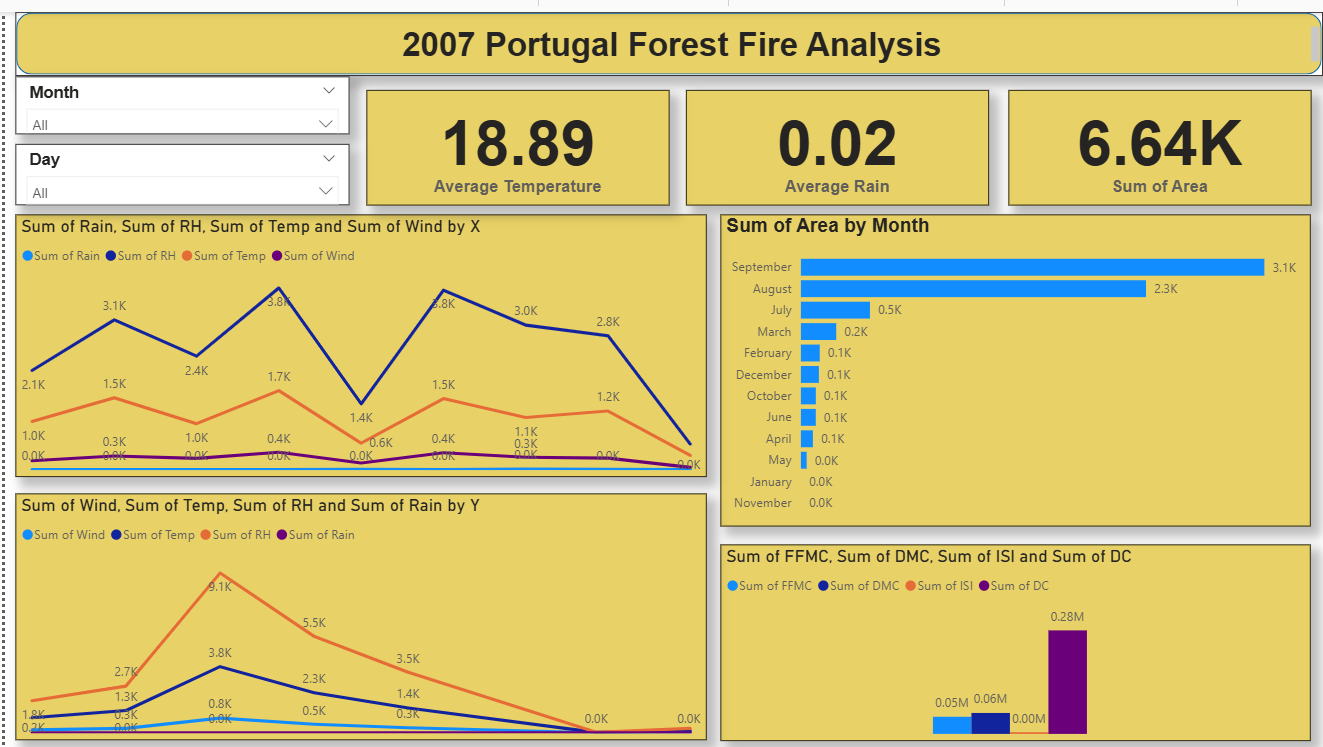 2007 Portugal Forest Fire Analysis
Month
All
Day
All
18.89
Average Temperature
0.02
Average Rain
6.64K
Sum of Area
Sum of Rain, Sum of RH, Sum of Temp and Sum of Wind by X
Sum of Rain Sum of RH Sum of Temp Sum of Wind
2.1K 3.1K 2.4K 3.8K 1.4K 3.8K 3.0K 2.8K
1.0K 1.5K 1.0K 1.7K 0.6K 1.5K 1.1K 1.2K
0.3K 0.4K 0.4K 0.3K
0.0K 0.0K 0.0K 0.0K 0.0K 0.0K 0.0K 0.0K 0.0K
Sum of Area by Month
September 3.1K
August 2.3K
July 0.5K
March 0.2K
February 0.1K
December 0.1K
October 0.1K
June 0.1K
April 0.1K
May 0.0K
January 0.0K
November 0.0K
Sum of Wind, Sum of Temp, Sum of RH and Sum of Rain by Y
Sum of Wind Sum of Temp Sum of RH Sum of Rain
1.8K 2.7K 9.1K 5.5K 3.5K 0.0K 0.0K
1.3K 3.8K 2.3K 1.4K
0.2K 0.3K 0.8K 0.5K 0.3K
0.0K 0.0K
Sum of FFMC, Sum of DMC, Sum of ISI and Sum of DC
Sum of FFMC Sum of DMC Sum of ISI Sum of DC
0.05M 0.06M 0.00M 0.28M